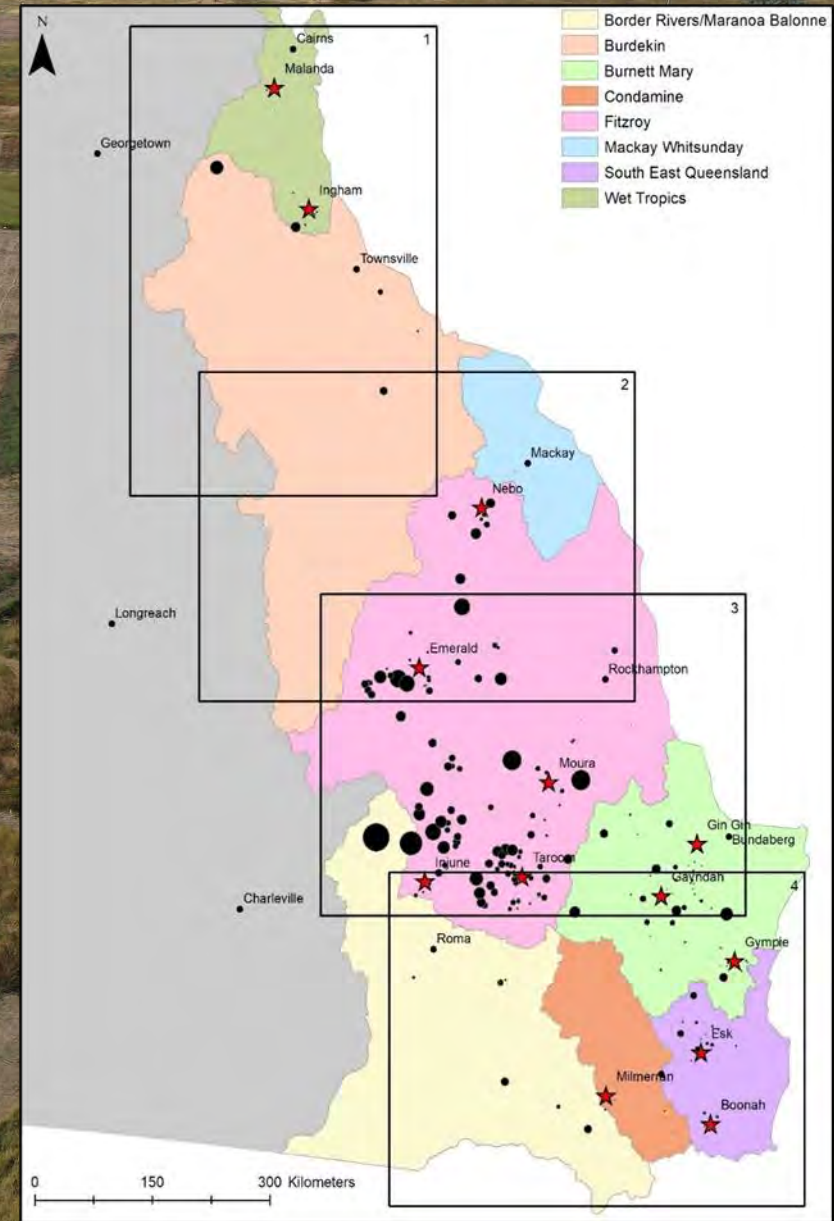 N
Border Rivers/Maranoa Balonne
Burdekin
Burnett Mary
Condamine
Fitzroy
Mackay Whitsunday
South East Queensland
Wet Tropics
1
Cairns
Malanda
Georgetown
Ingham
Townsville
2
Mackay
Nebo
Longreach
3
Emerald
Rockhampton
Moura
Gin Gin
Bundaberg
Injune
Taroom
4
Gayndah
Charleville
Roma
Gympie
Esk
Milmerran
Boonah
0 150 300 Kilometers